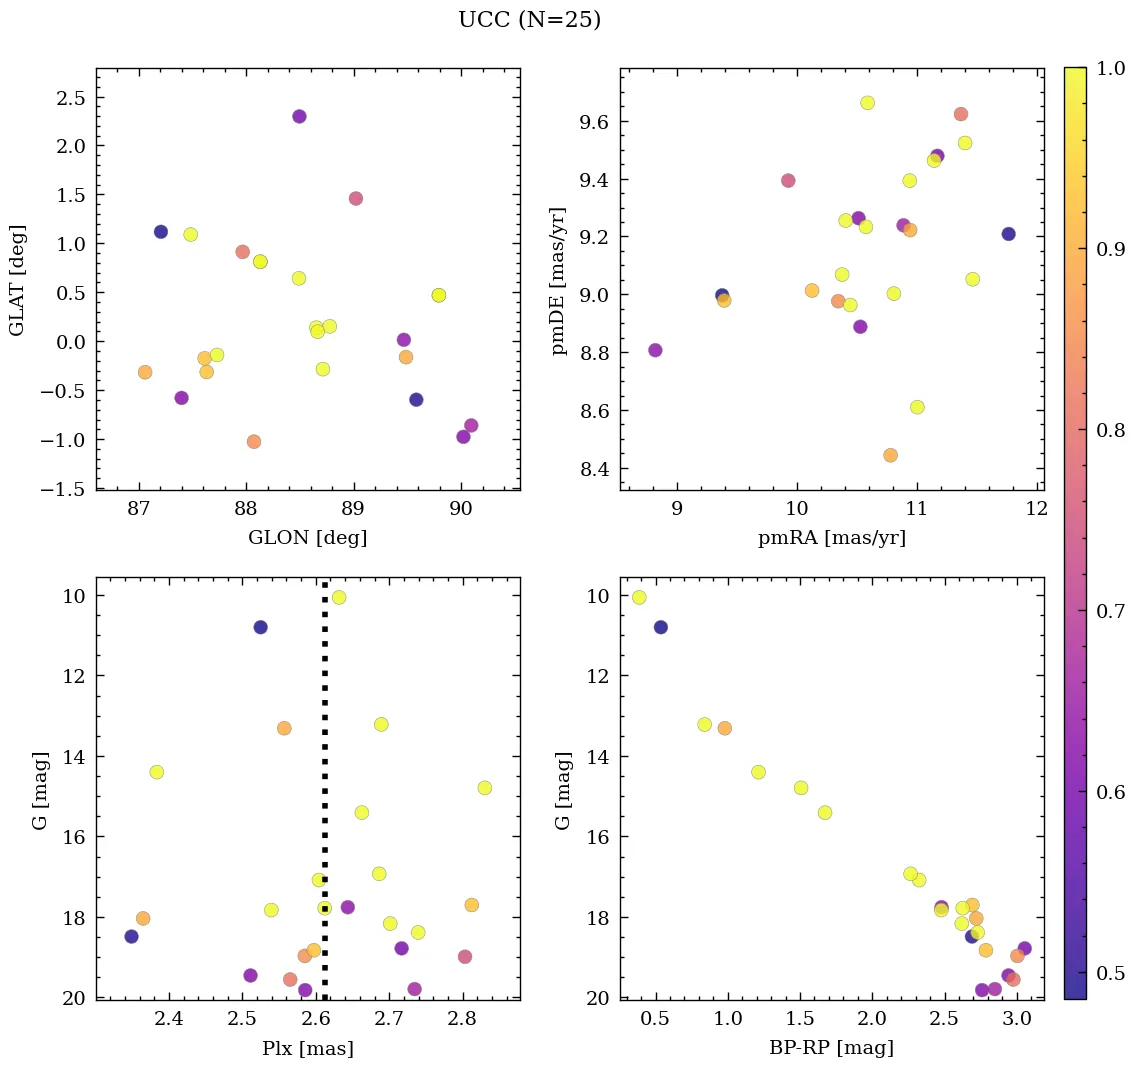 UCC (N=25)
2.5
2.0
1.5
1.0
0.5
0.0
−0.5
−1.0
−1.5
GLAT [deg]
87 88 89 90
GLON [deg]
9.6
9.4
9.2
9.0
8.8
8.6
8.4
pmDE [mas/yr]
9 10 11 12
pmRA [mas/yr]
1.0
0.9
0.8
0.7
0.6
0.5
10
12
14
16
18
20
G [mag]
2.4 2.5 2.6 2.7 2.8
Plx [mas]
10
12
14
16
18
20
G [mag]
0.5 1.0 1.5 2.0 2.5 3.0
BP-RP [mag]